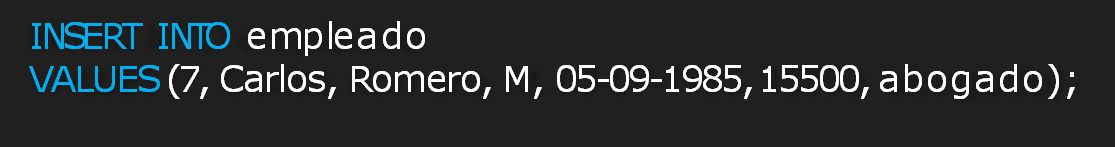 INSERT INTO empleado
VALUES (7, Carlos, Romero, M, 05-09-1985, 15500, abogado);